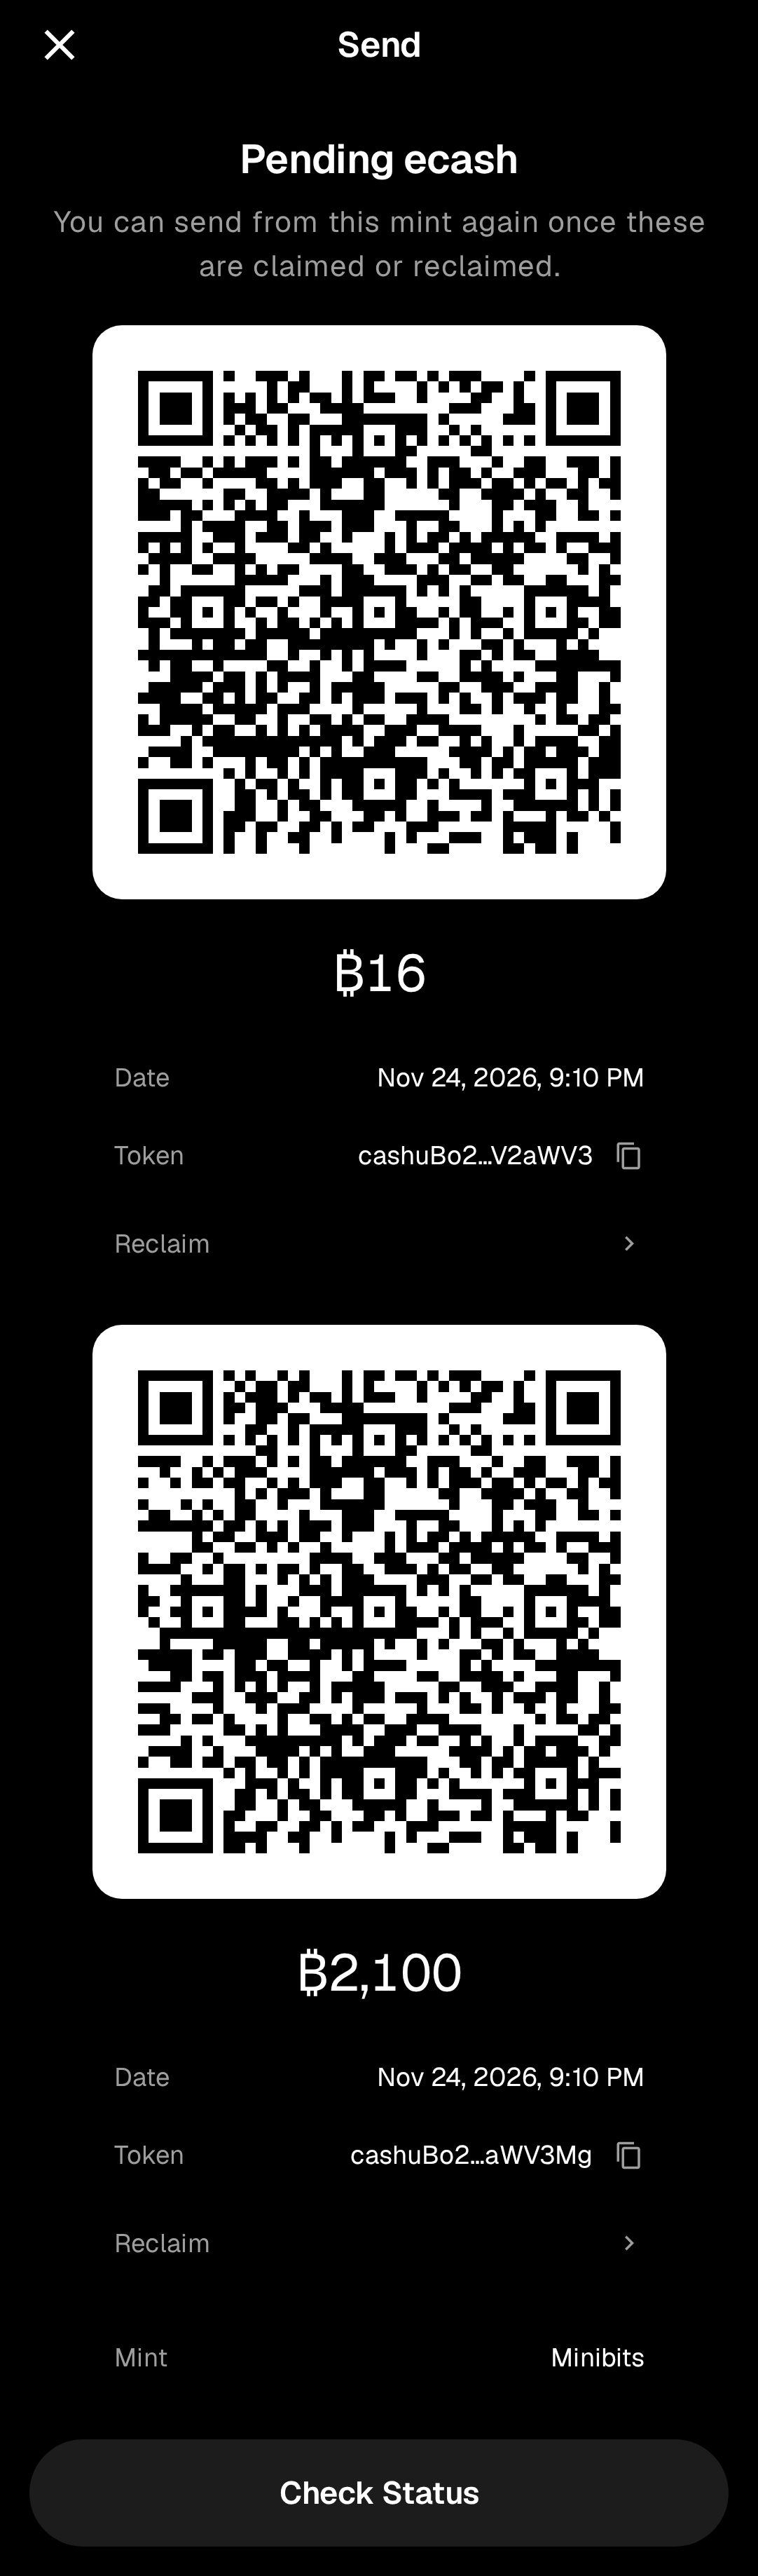 Send
Pending ecash
You can send from this mint again once these
are claimed or reclaimed.
₿16
Date Nov 24, 2026, 9:10 PM
Token cashuBo2...V2aWV3
Reclaim
₿2,100
Date Nov 24, 2026, 9:10 PM
Token cashuBo2...aWV3Mg
Reclaim
Mint Minibits
Check Status